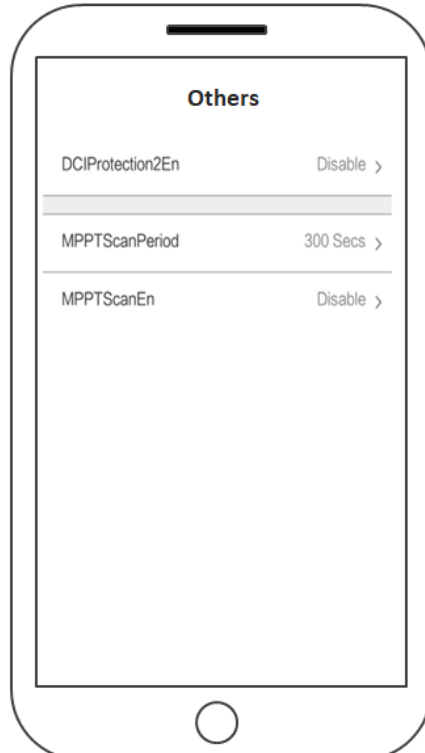 Others
DCIProtection2En Disable >
MPPTScanPeriod 300 Secs >
MPPTScanEn Disable >